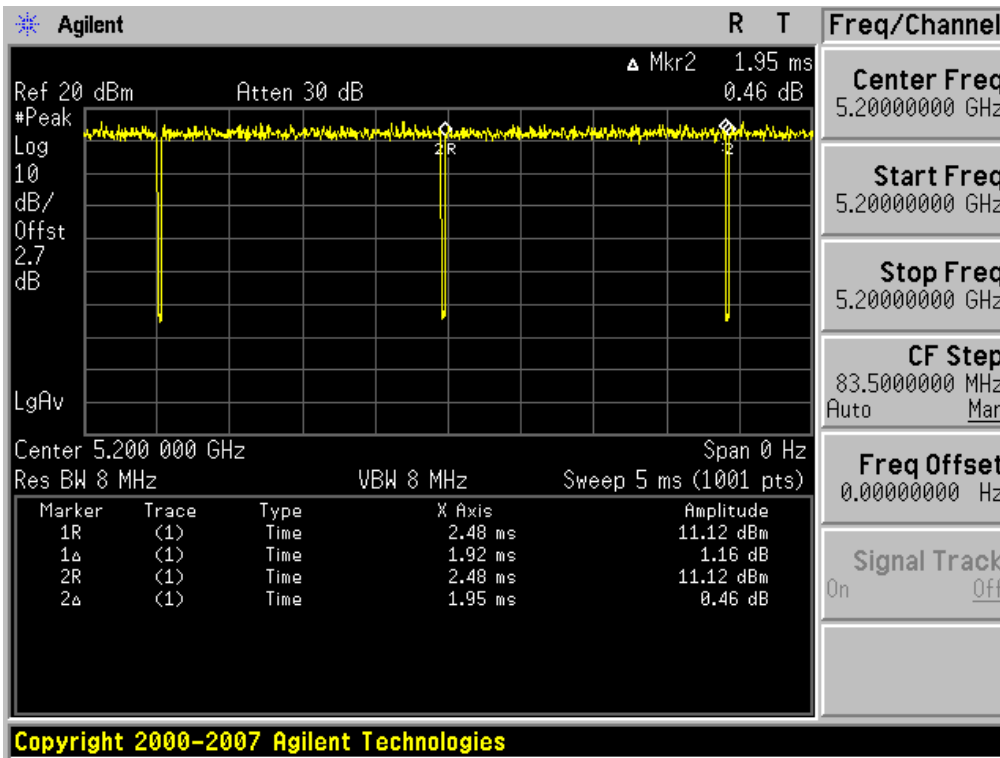 Agilent R T Freq/Channel
Δ Mkr2 1.95 ms
Ref 20 dBm Atten 30 dB 0.46 dB
#Peak
Log
10
dB/
Offst
2.7
dB
LgAv
2R
2
Center 5.200 000 GHz Span 0 Hz
Res BW 8 MHz VBW 8 MHz Sweep 5 ms (1001 pts)
Marker Trace Type X Axis Amplitude
1R (1) Time 2.48 ms 11.12 dBm
1Δ (1) Time 1.92 ms 1.16 dB
2R (1) Time 2.48 ms 11.12 dBm
2Δ (1) Time 1.95 ms 0.46 dB
Center Freq
5.20000000 GHz
Start Freq
5.20000000 GHz
Stop Freq
5.20000000 GHz
CF Step
83.5000000 MHz
Auto Man
Freq Offset
0.00000000 Hz
Signal Track
On Off
Copyright 2000-2007 Agilent Technologies